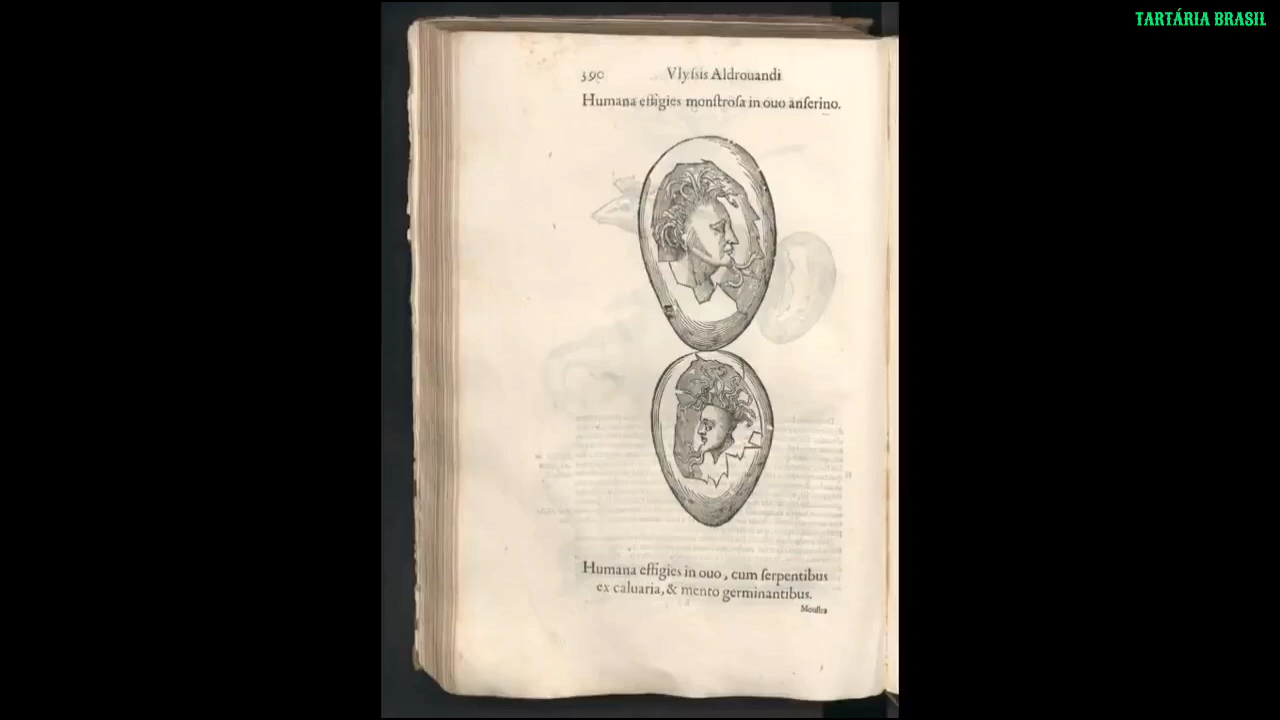 TARTÁRIA BRASIL
390 Vlyſsis Aldrouandi
Humana effigies monſtroſa in ouo anſerino.
Humana effigies in ouo, cum ſerpentibus
ex caluaria, & mento germinantibus.
Monſtra